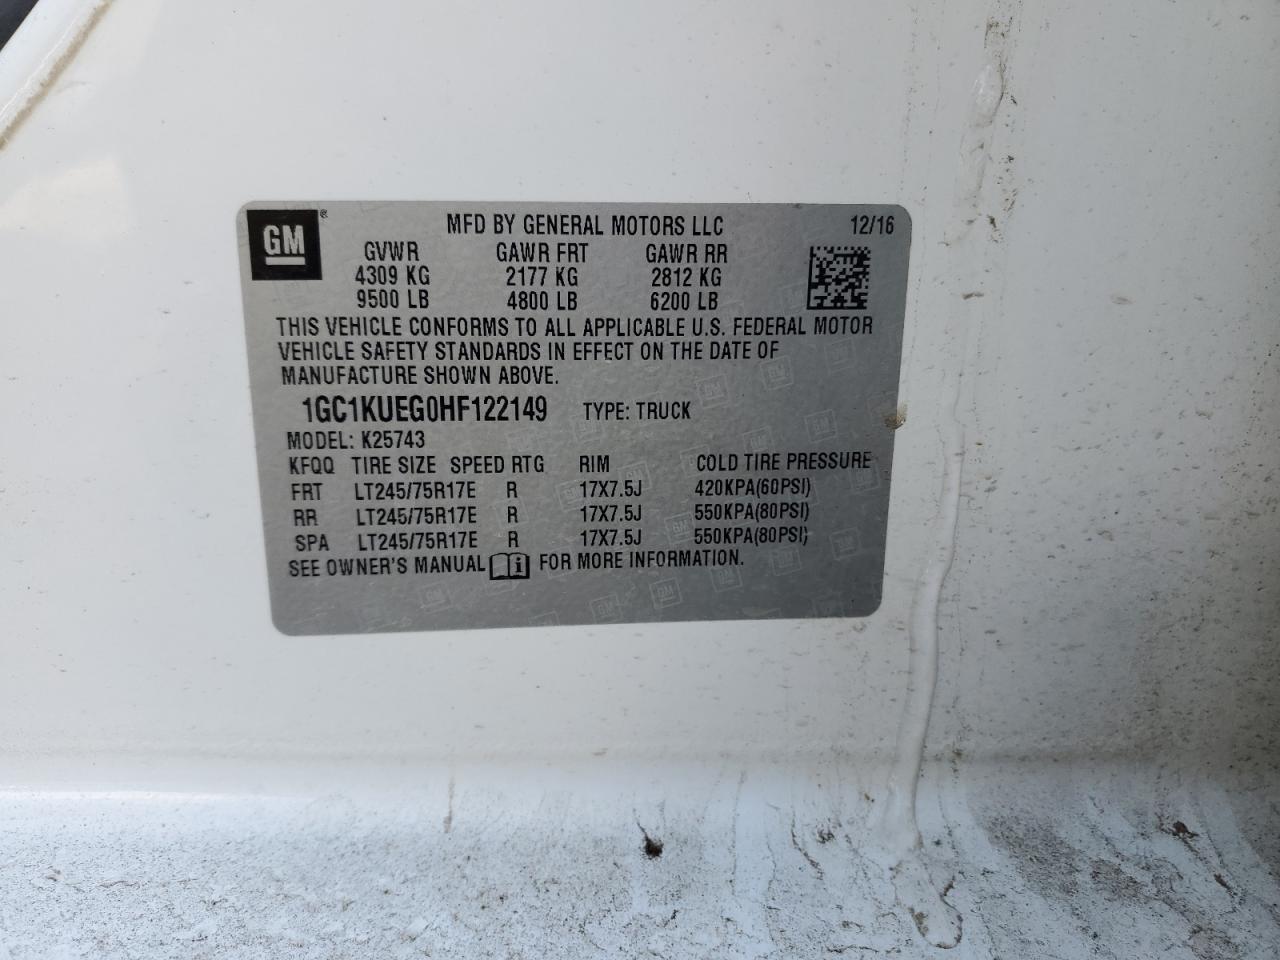 GM ® MFD BY GENERAL MOTORS LLC 12/16
GVWR GAWR FRT GAWR RR
4309 KG 2177 KG 2812 KG
9500 LB 4800 LB 6200 LB
THIS VEHICLE CONFORMS TO ALL APPLICABLE U.S. FEDERAL MOTOR
VEHICLE SAFETY STANDARDS IN EFFECT ON THE DATE OF
MANUFACTURE SHOWN ABOVE.
1GC1KUEG0HF122149 TYPE: TRUCK
MODEL: K25743
KFQQ TIRE SIZE SPEED RTG RIM COLD TIRE PRESSURE
FRT LT245/75R17E R 17X7.5J 420KPA(60PSI)
RR LT245/75R17E R 17X7.5J 550KPA(80PSI)
SPA LT245/75R17E R 17X7.5J 550KPA(80PSI)
SEE OWNER'S MANUAL FOR MORE INFORMATION.